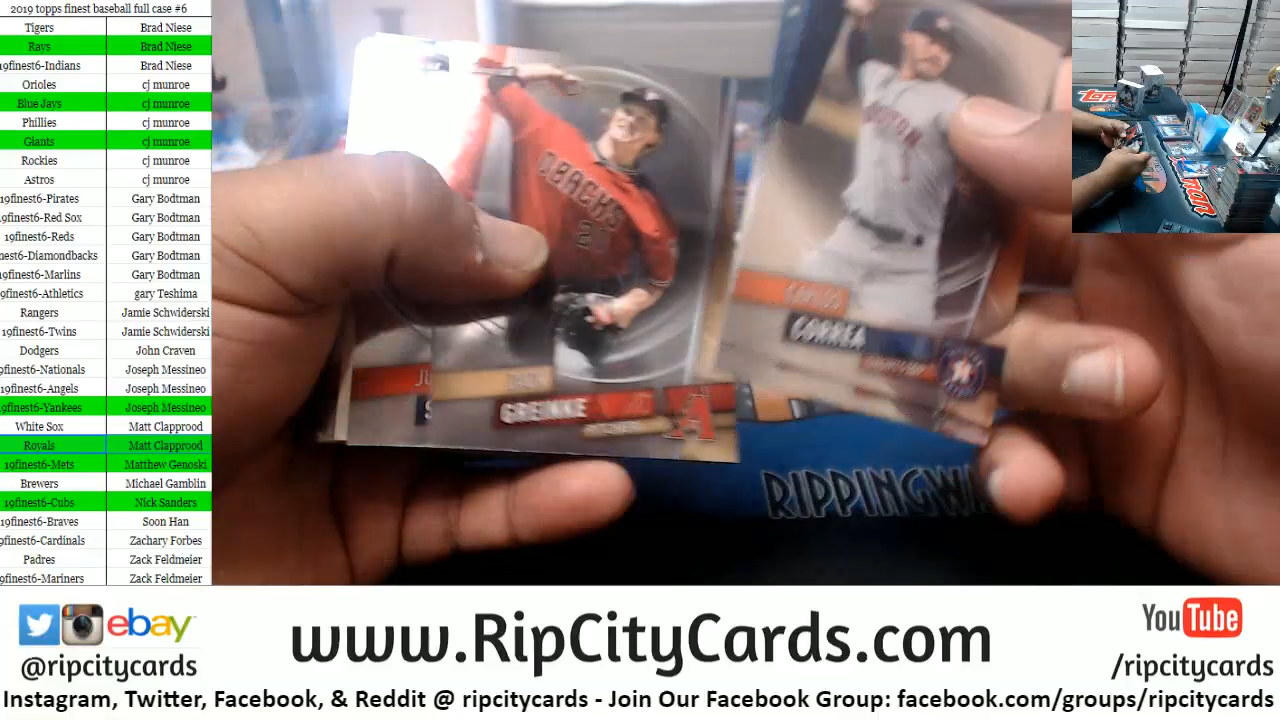 2019 topps finest baseball full case #6
Tigers Brad Niese
Rays Brad Niese
19finest6-Indians Brad Niese
Orioles cj munroe
Blue Jays cj munroe
Phillies cj munroe
Giants cj munroe
Rockies cj munroe
Astros cj munroe
19finest6-Pirates Gary Bodtman
19finest6-Red Sox Gary Bodtman
19finest6-Reds Gary Bodtman
nest6-Diamondbacks Gary Bodtman
19finest6-Marlins Gary Bodtman
9finest6-Athletics gary Teshima
Rangers Jamie Schwiderski
19finest6-Twins Jamie Schwiderski
Dodgers John Craven
9finest6-Nationals Joseph Messineo
19finest6-Angels Joseph Messineo
9finest6-Yankees Joseph Messineo
White Sox Matt Clapprood
Royals Matt Clapprood
19finest6-Mets Matthew Genoski
Brewers Michael Gamblin
19finest6-Cubs Nick Sanders
19finest6-Braves Soon Han
9finest6-Cardinals Zachary Forbes
Padres Zack Feldmeier
9finest6-Mariners Zack Feldmeier
D-BACKS
ZACK
GREINKE
PITCHER
CARLOS
CORREA
RIPPINGWA
topps
ebay
@ripcitycards
www.RipCityCards.com
YouTube
/ripcitycards
Instagram, Twitter, Facebook, & Reddit @ ripcitycards - Join Our Facebook Group: facebook.com/groups/ripcitycards